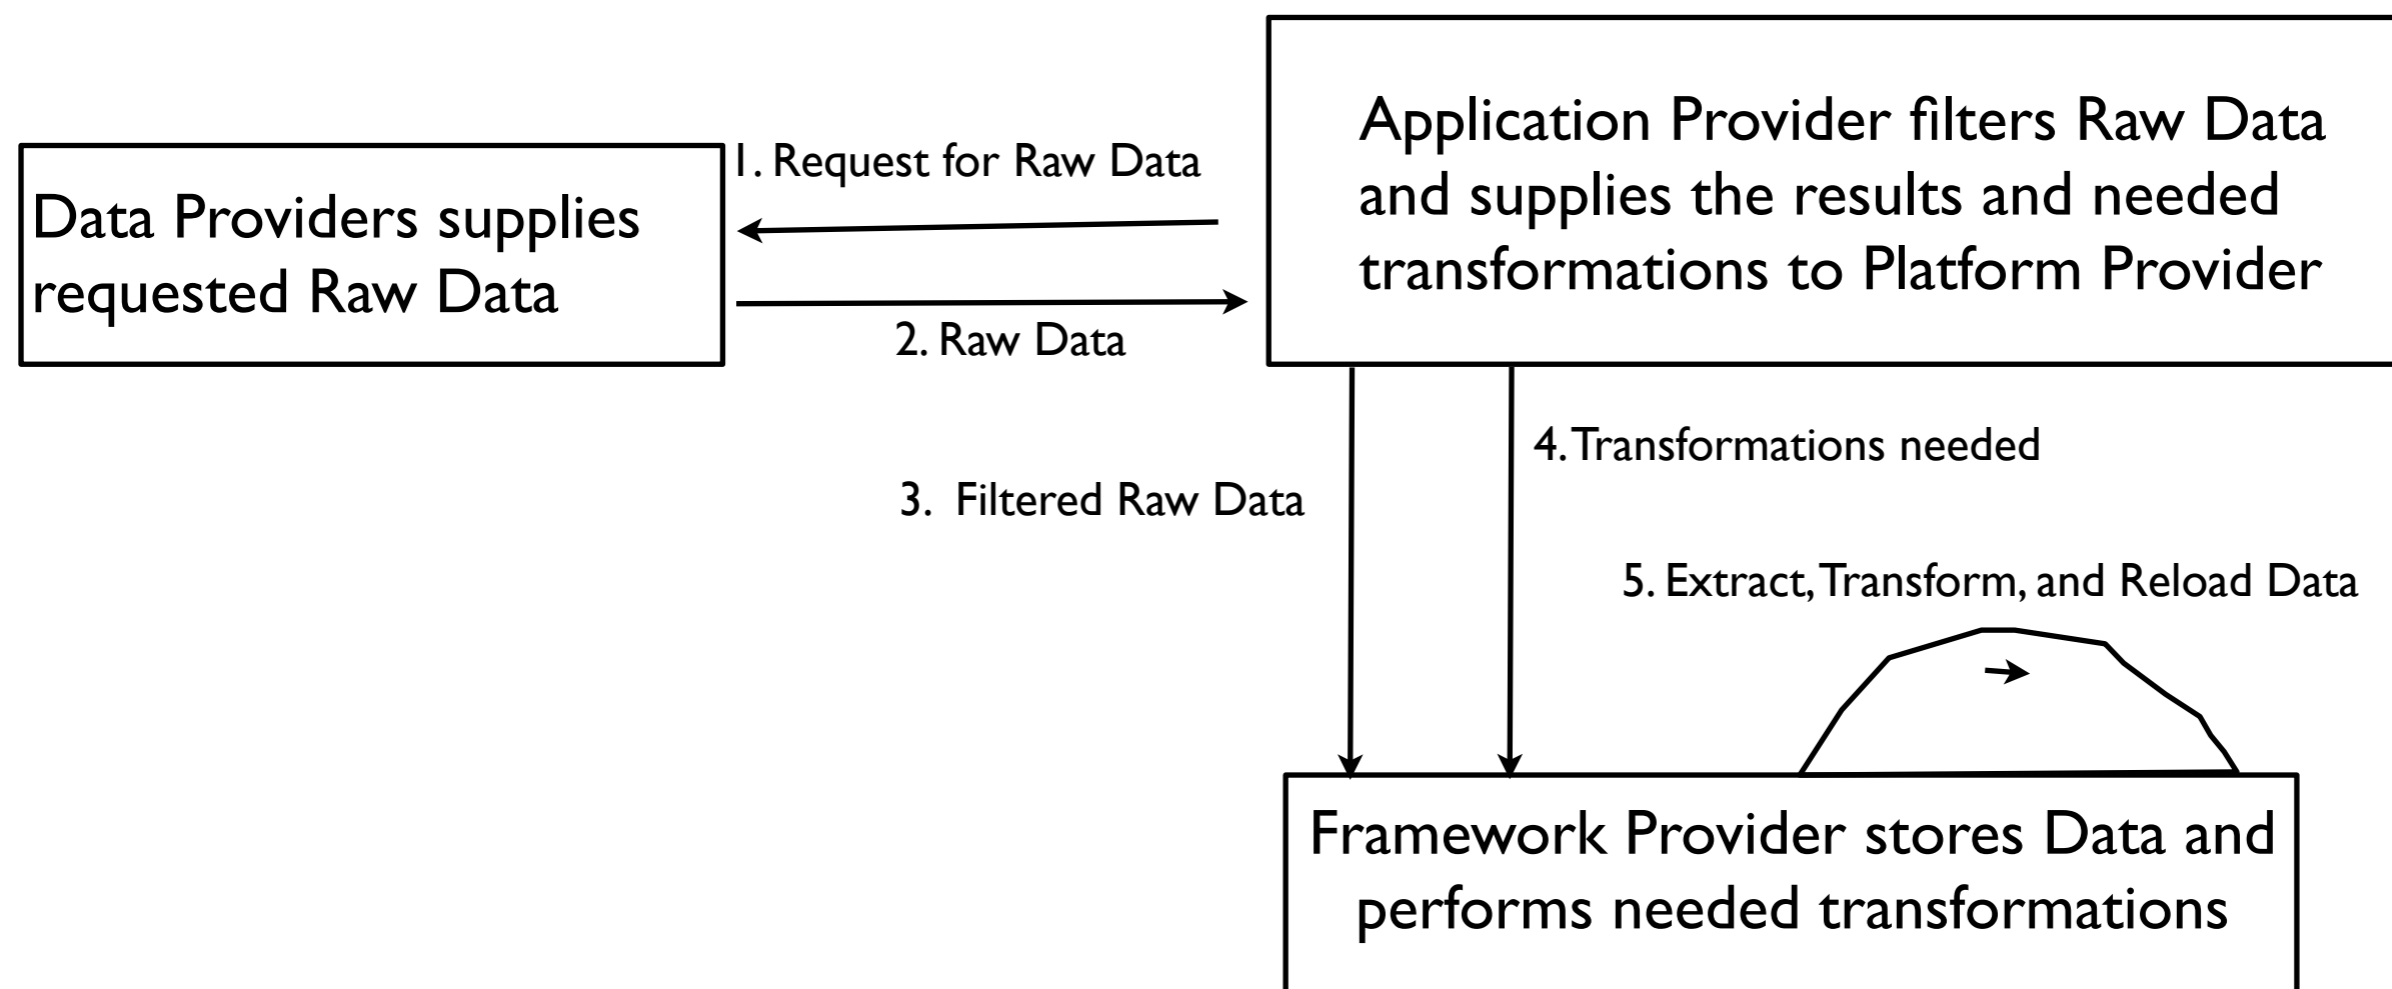 Data Providers supplies
requested Raw Data
1. Request for Raw Data
2. Raw Data
Application Provider filters Raw Data
and supplies the results and needed
transformations to Platform Provider
3. Filtered Raw Data
4. Transformations needed
5. Extract, Transform, and Reload Data
Framework Provider stores Data and
performs needed transformations